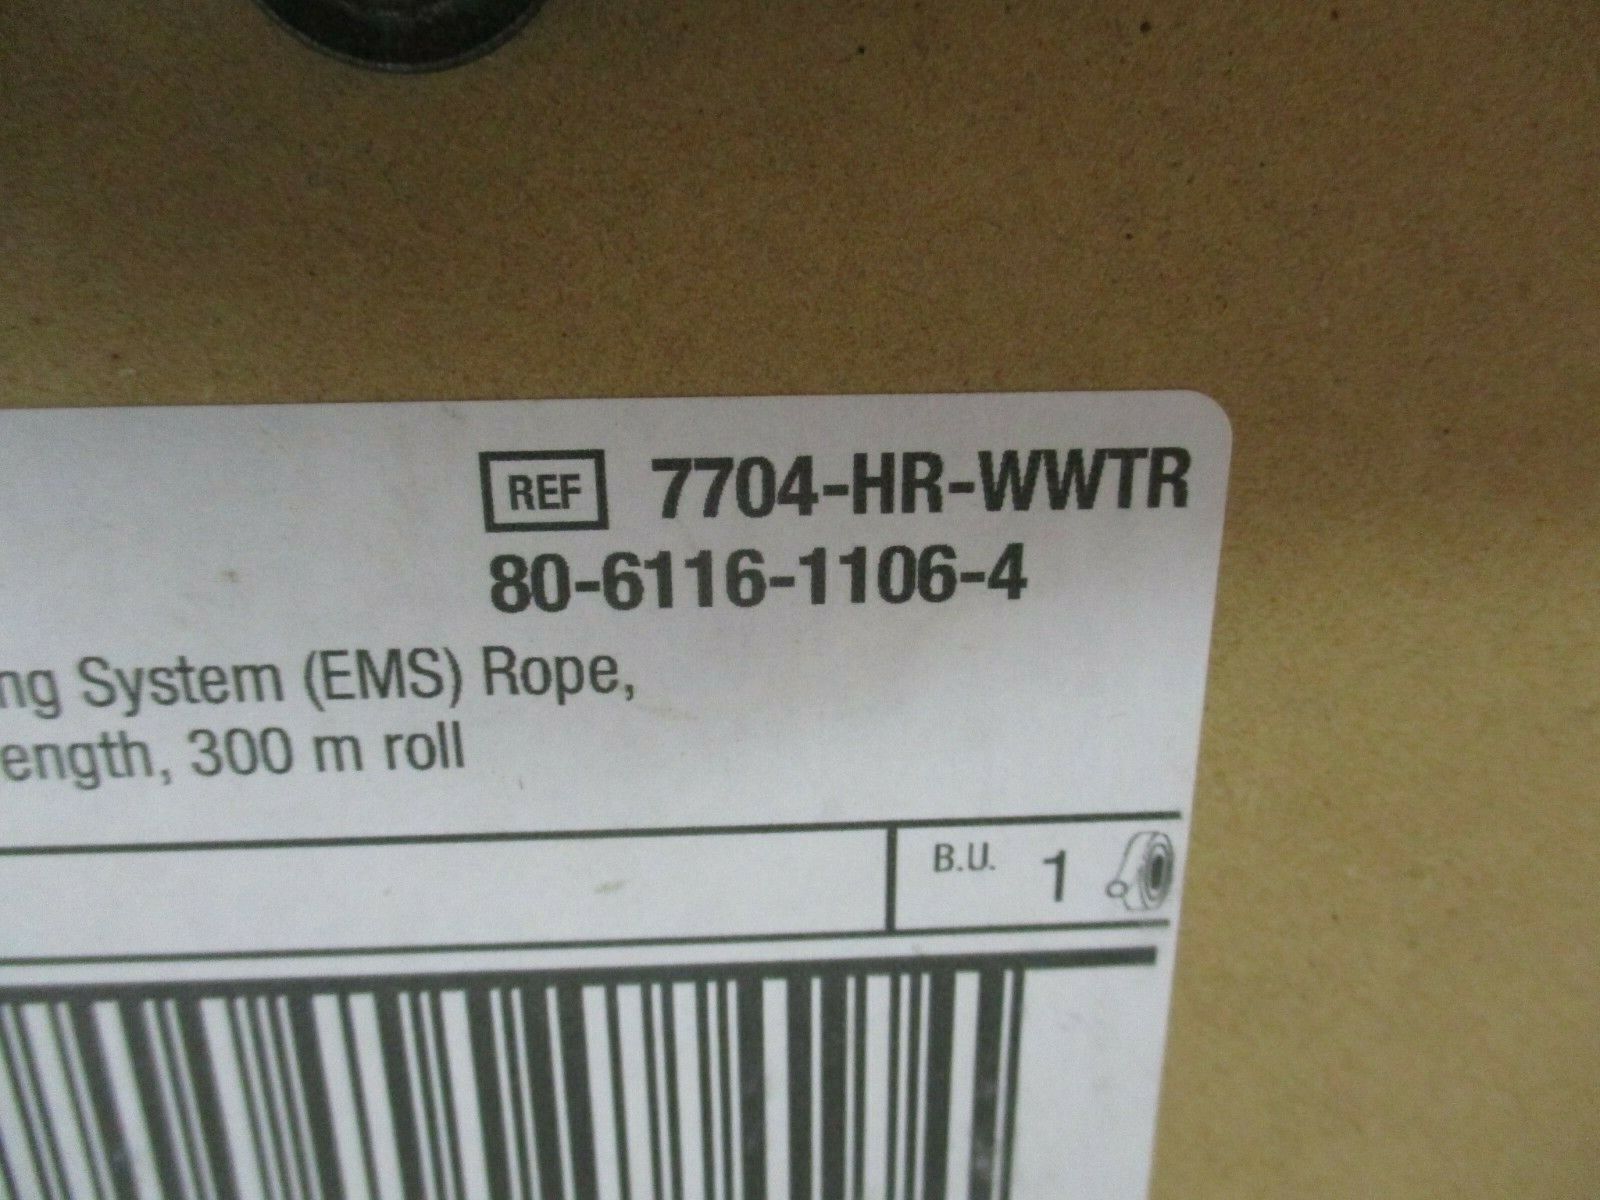 REF 7704-HR-WWTR
80-6116-1106-4
ng System (EMS) Rope,
ength, 300 m roll
B.U. 1